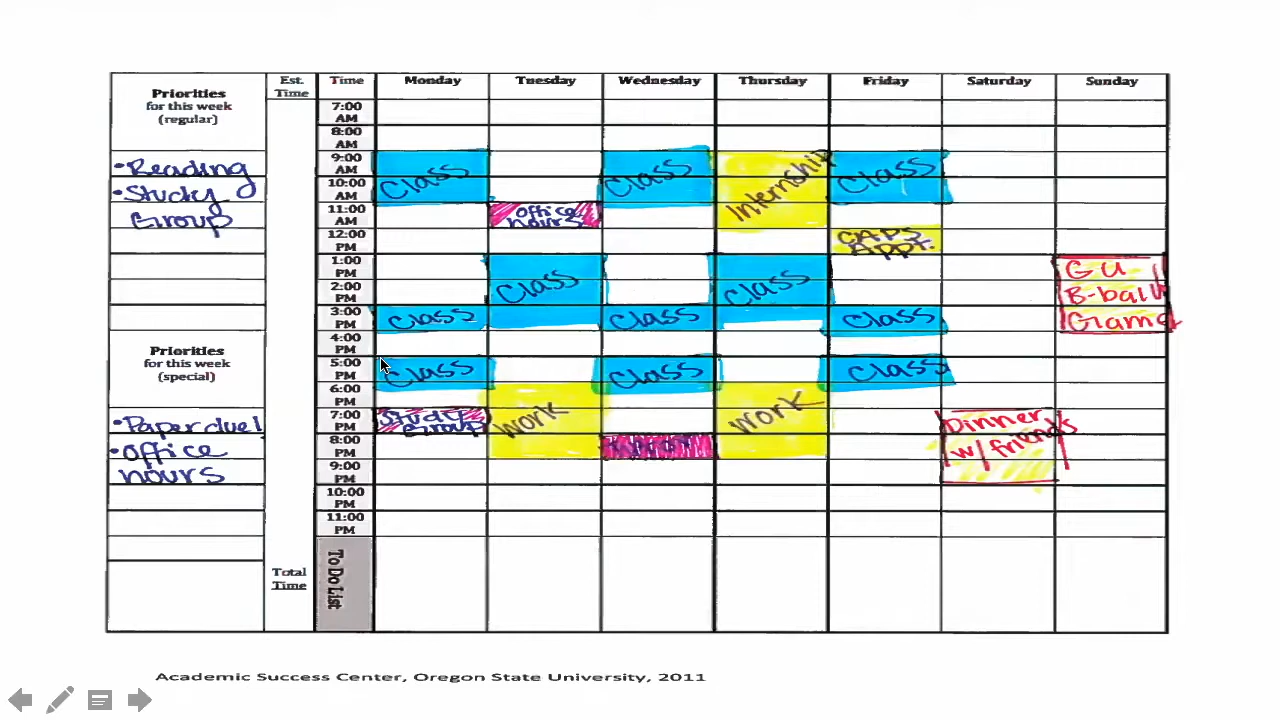 Est. Time Monday Tuesday Wednesday Thursday Friday Saturday Sunday
Priorities Time
for this week 7:00
(regular) AM
8:00
AM
•Reading 9:00 Class Class Internship Class
AM
•Study 10:00
AM
Group 11:00 Office
AM hours
12:00 CAPS
PM Appt.
1:00 GU
PM
2:00 Class Class B-ball
PM
3:00 Class Class Class Game
PM
4:00
Priorities PM
for this week 5:00 Class Class Class
(special) PM
6:00
PM
•Paper due! 7:00 Study Work Work Dinner
PM Group
•Office 8:00 w/ friends
PM
hours 9:00
PM
10:00
PM
11:00
PM
Total To Do List
Time
Academic Success Center, Oregon State University, 2011